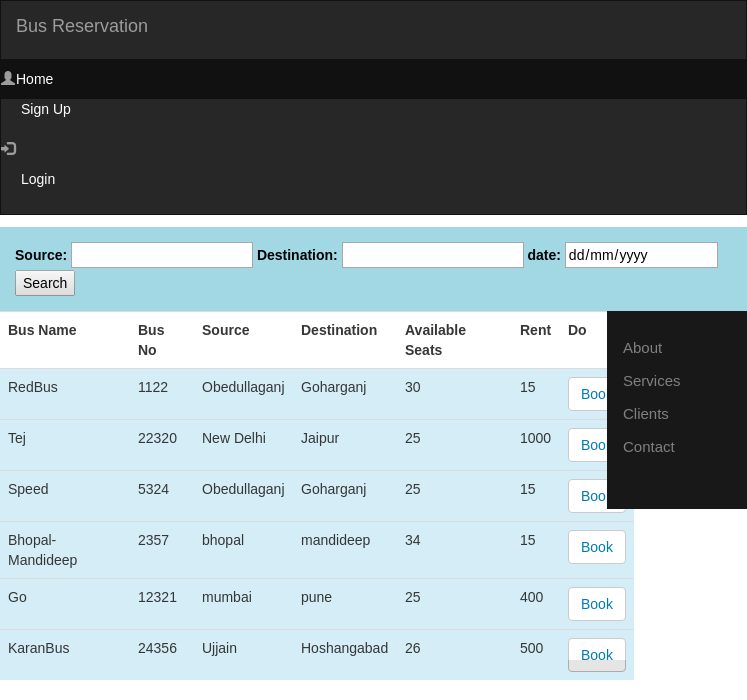 Bus Reservation
Home
Sign Up
Login
Source: Destination: date: dd/mm/yyyy
Search
Bus Name Bus No Source Destination Available Seats Rent Do
RedBus 1122 Obedullaganj Goharganj 30 15 Boo
Tej 22320 New Delhi Jaipur 25 1000 Boo
Speed 5324 Obedullaganj Goharganj 25 15 Boo
Bhopal-Mandideep 2357 bhopal mandideep 34 15 Book
Go 12321 mumbai pune 25 400 Book
KaranBus 24356 Ujjain Hoshangabad 26 500 Book
About
Services
Clients
Contact